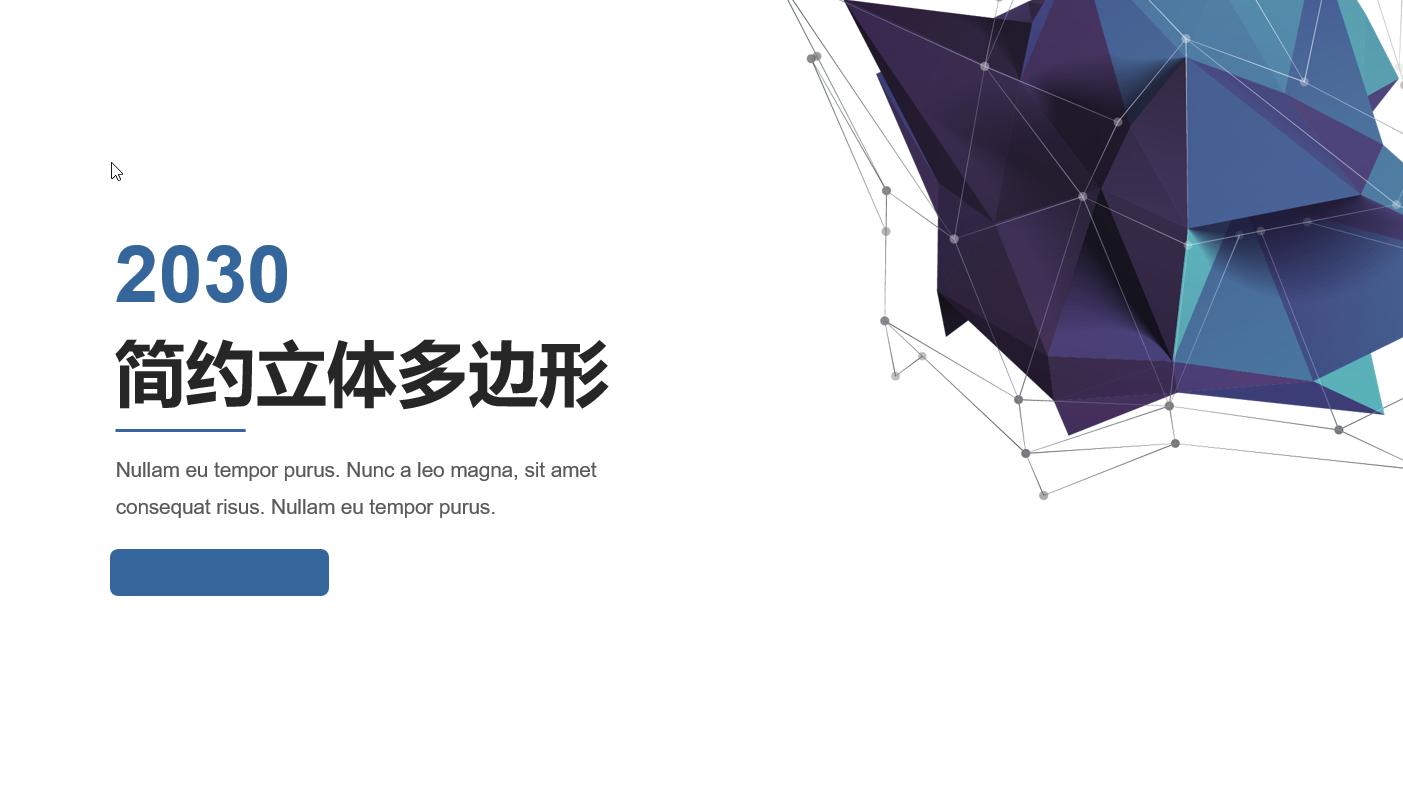 2030
简约立体多边形
Nullam eu tempor purus. Nunc a leo magna, sit amet
consequat risus. Nullam eu tempor purus.